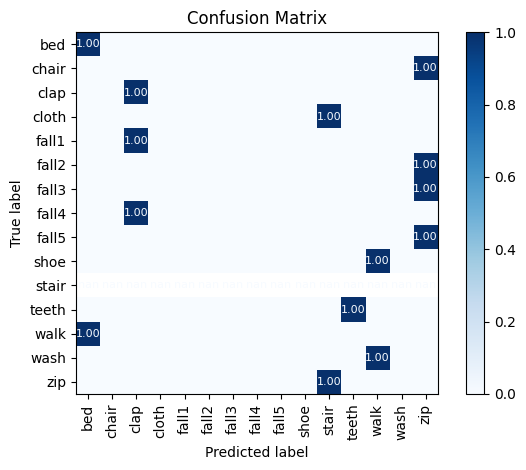 Confusion Matrix
True label
bed 1.00
chair 1.00
clap 1.00
cloth 1.00
fall1 1.00
fall2 1.00
fall3 1.00
fall4 1.00
fall5 1.00
shoe 1.00
stair
teeth 1.00
walk 1.00
wash 1.00
zip 1.00
bed chair clap cloth fall1 fall2 fall3 fall4 fall5 shoe stair teeth walk wash zip
Predicted label
1.0
0.8
0.6
0.4
0.2
0.0